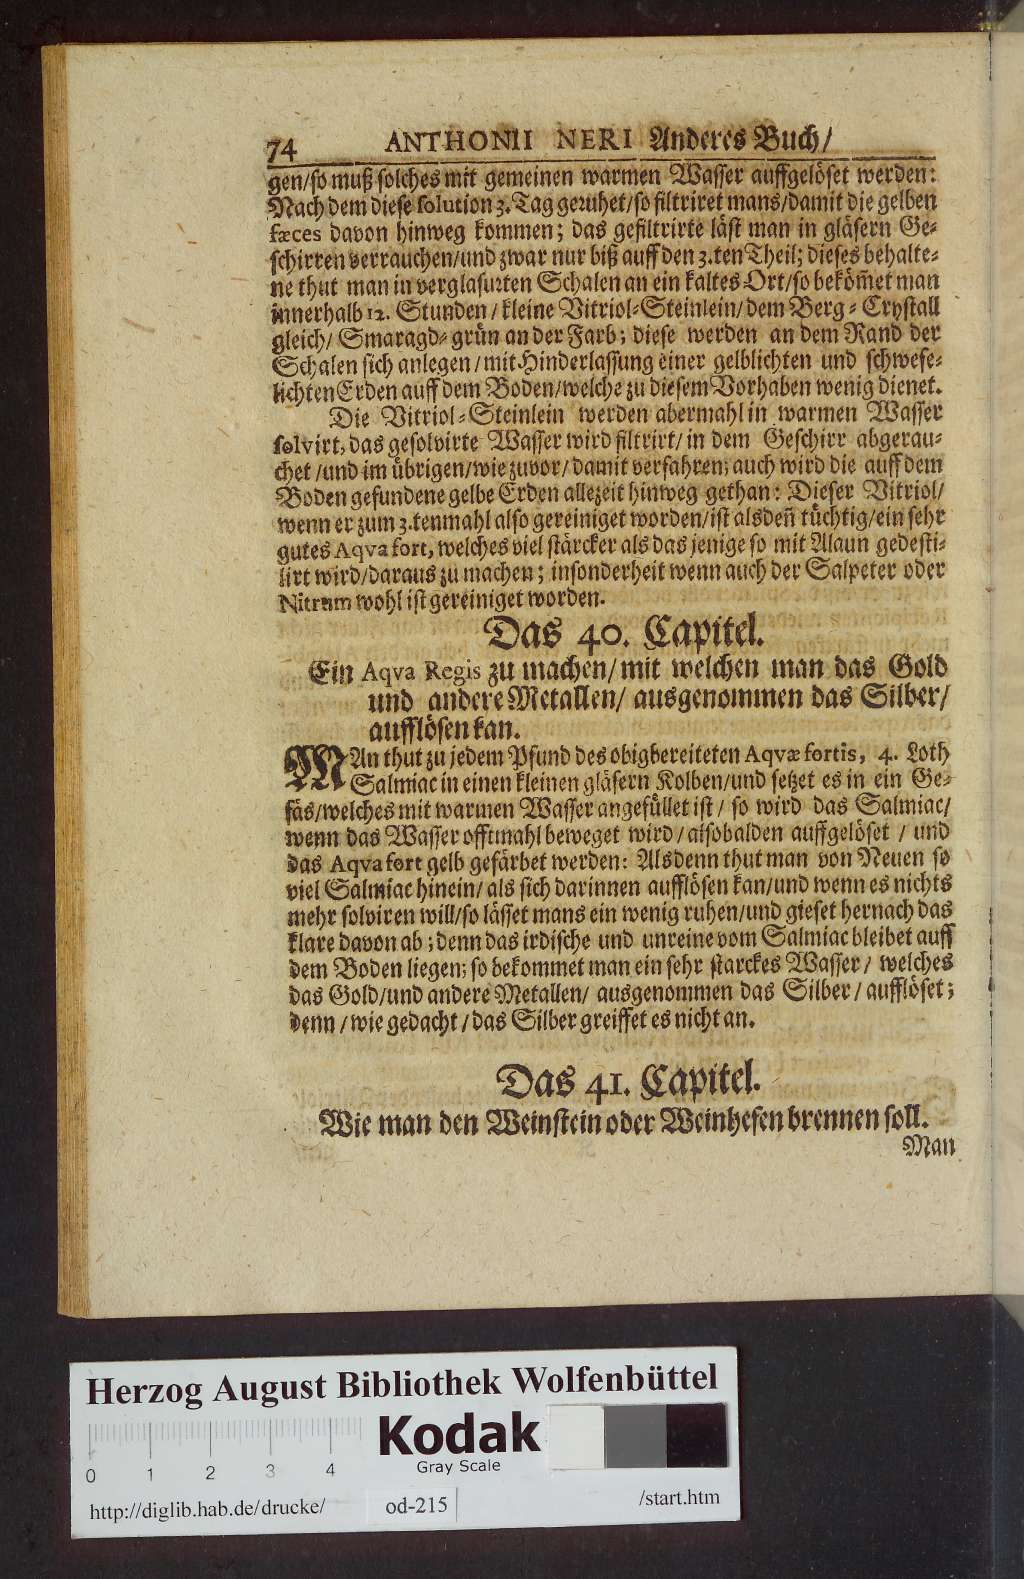 74 ANTHONII NERI Anderes Buch/
gen/so muß solches mit gemeinen warmen Wasser auffgelöset werden:
Nach dem diese solution 3. Tag geruhet/so filtriret mans/damit die gelben
fæces davon hinweg kommen; das gefiltrirte läst man in gläsern Ge-
schirren verrauchen/und zwar nur biß auff den 3.ten Theil; dieses behalte-
ne thut man in verglasurten Schalen an ein kaltes Ort/so bekom̃et man
innerhalb 12. Stunden/kleine Vitriol-Steinlein/dem Berg-Crystall
gleich/ Smaragd-grün an der Farb; diese werden an dem Rand der
Schalen sich anlegen/mit Hinderlassung einer gelblichten und schwefe-
lichten Erden auff dem Boden/welche zu diesem Vorhaben wenig dienet.
Die Vitriol-Steinlein werden abermahl in warmen Wasser
solvirt, das gesolvirte Wasser wird filtrirt/in dem Geschirr abgerau-
chet/und im übrigen/wie zuvor/damit verfahren; auch wird die auff dem
Boden gefundene gelbe Erden allezeit hinweg gethan: Dieser Vitriol/
wenn er zum 3.tenmahl also gereiniget worden/ist alsdeñ tüchtig/ein sehr
gutes Aqva fort, welches viel stärcker als das jenige so mit Alaun gedesti-
lirt wird/daraus zu machen; insonderheit wenn auch der Salpeter oder
Nitrum wohl ist gereiniget worden.
Das 40. Capitel.
Ein Aqva Regis zu machen/mit welchen man das Gold
und andere Metallen/ ausgenommen das Silber/
aufflösen kan.
MAn thut zu jedem Pfund des obigbereiteten Aqvæ fortis, 4. Loth
Salmiac in einen kleinen gläsern Kolben/und setzet es in ein Ge-
fäs/welches mit warmen Wasser angefüllet ist/ so wird das Salmiac/
wenn das Wasser offtmahl beweget wird/alsobalden auffgelöset/ und
das Aqva fort gelb gefärbet werden: Alsdenn thut man von Neuen so
viel Salmiac hinein/als sich darinnen aufflösen kan/und wenn es nichts
mehr solviren will/so lässet mans ein wenig ruhen/und gieset hernach das
klare davon ab; denn das irdische und unreine vom Salmiac bleibet auff
dem Boden liegen; so bekommet man ein sehr starckes Wasser/ welches
das Gold/und andere Metallen/ ausgenommen das Silber/aufflöset;
denn/wie gedacht/das Silber greiffet es nicht an.
Das 41. Capitel.
Wie man den Weinstein oder Weinhefen brennen soll.
Man
Herzog August Bibliothek Wolfenbüttel
Kodak
Gray Scale
0 1 2 3 4
http://diglib.hab.de/drucke/ od-215 /start.htm